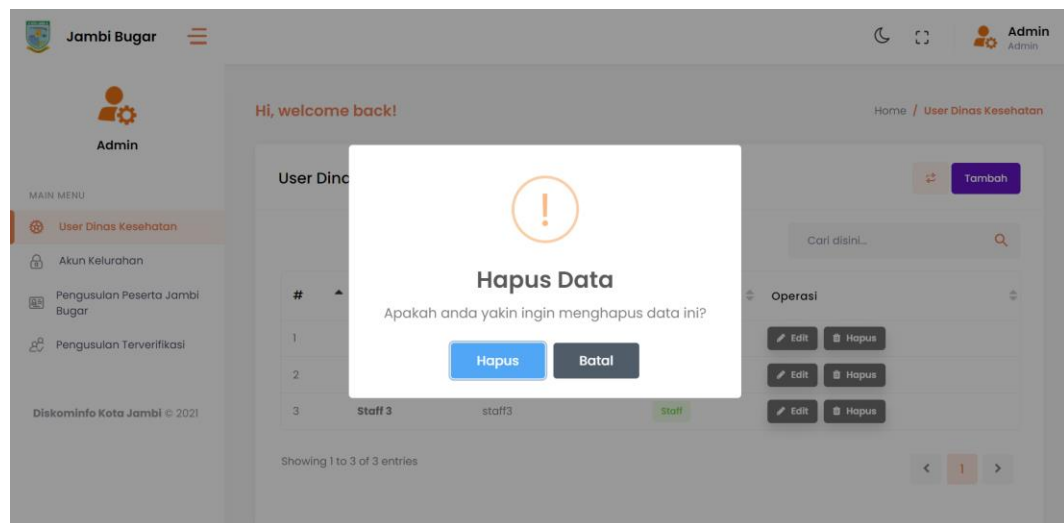 Jambi Bugar
Admin
Admin
Admin
Hi, welcome back!
Home / User Dinas Kesehatan
MAIN MENU
User Dinas Kesehatan
Akun Kelurahan
Pengusulan Peserta Jambi
Bugar
Pengusulan Terverifikasi
Diskominfo Kota Jambi © 2021
User Dinc
Tambah
Cari disini...
!
Hapus Data
Apakah anda yakin ingin menghapus data ini?
Hapus Batal
# Operasi
1 Edit Hapus
2 Edit Hapus
3 Staff 3 staff3 Staff Edit Hapus
Showing 1 to 3 of 3 entries
< 1 >